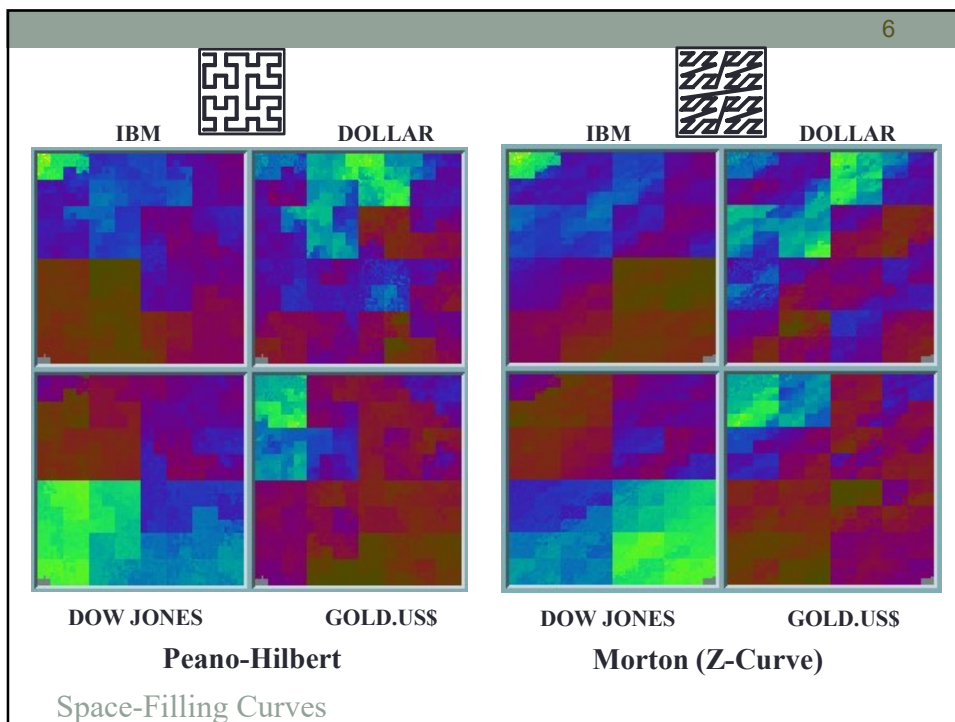 6
IBM DOLLAR IBM DOLLAR
DOW JONES GOLD.US$ DOW JONES GOLD.US$
Peano-Hilbert Morton (Z-Curve)
Space-Filling Curves